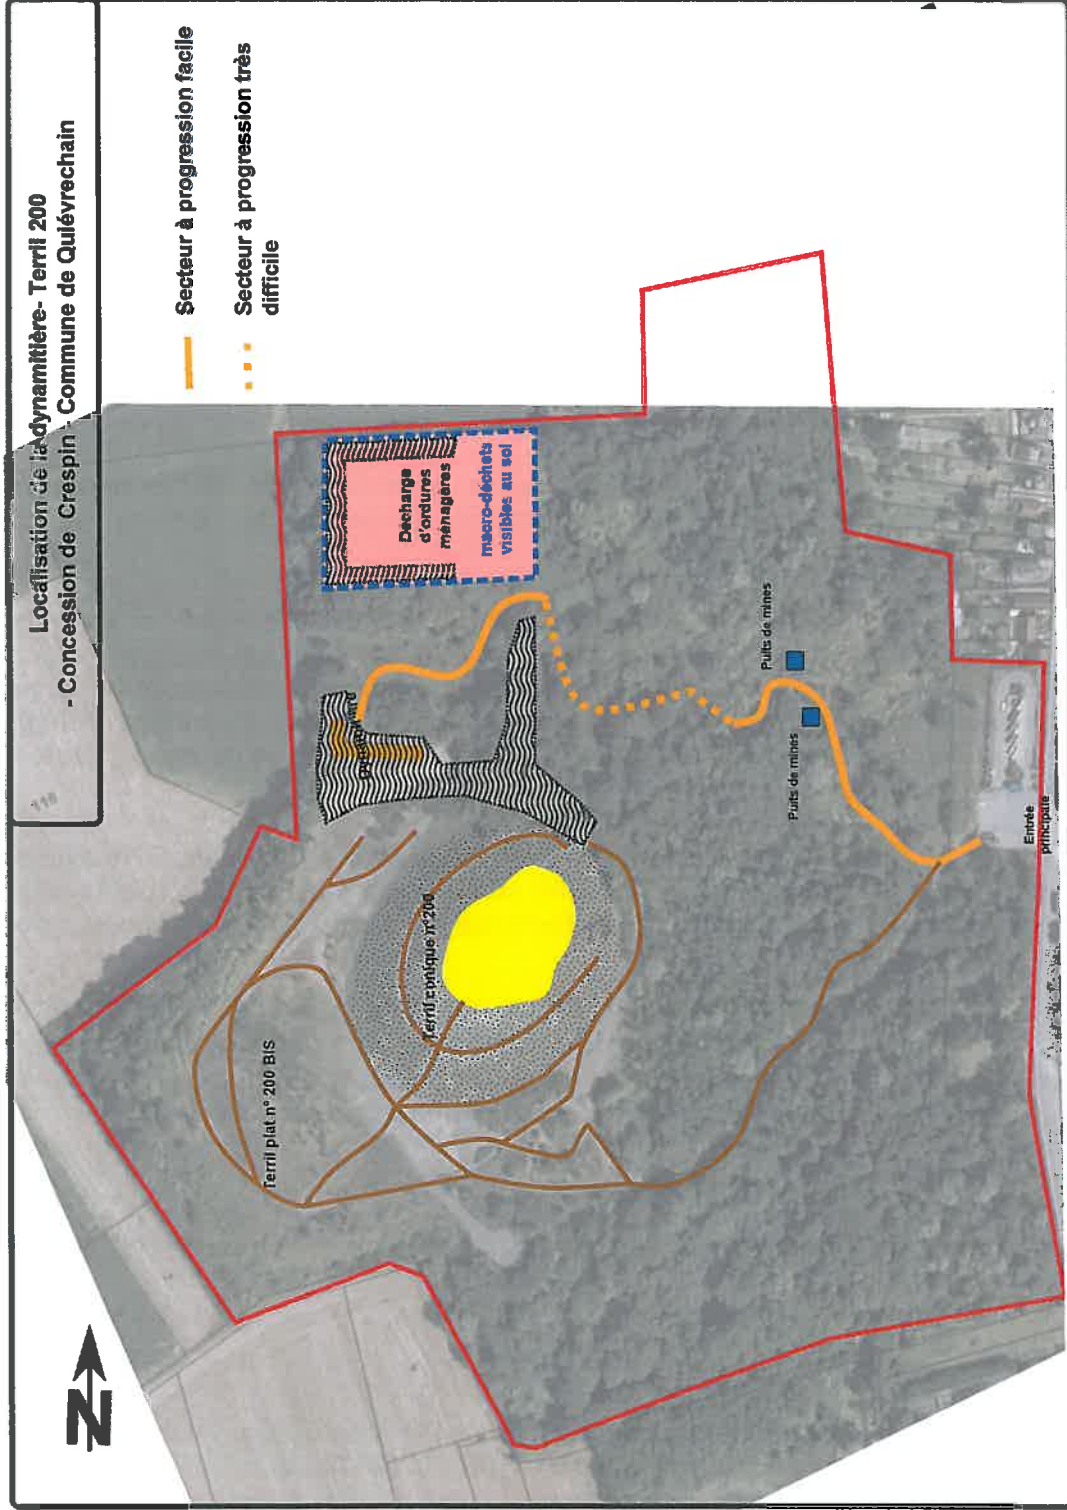 Localisation de la dynamitière- Terril 200
- Concession de Crespin - Commune de Quiévrechain
Secteur à progression facile
Secteur à progression très
difficile
Décharge
d'ordures
ménagères
macro-déchets
visibles au sol
Terril conique n°200
Terril plat n° 200 BIS
Puits de mines
Puits de mines
Entrée
principale
N